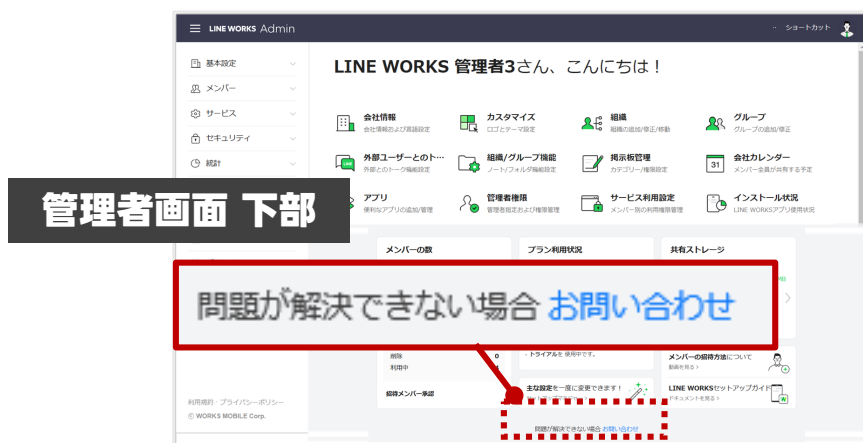 LINE WORKS Admin
ショートカット
基本設定
メンバー
サービス
セキュリティ
統計
LINE WORKS 管理者3さん、こんにちは！
会社情報
会社情報および言語設定
カスタマイズ
ロゴとテーマ設定
組織
組織の追加/修正/移動
グループ
グループの追加/修正
外部ユーザーとのト…
外部とのトーク機能設定
組織/グループ機能
ノート/フォルダ機能設定
掲示板管理
カテゴリー/権限設定
31
会社カレンダー
メンバー全員が共有する予定
アプリ
便利なアプリの追加/管理
管理者権限
管理者指定および権限管理
サービス利用設定
メンバー別の利用権限管理
インストール状況
LINE WORKSアプリ使用状況
管理者画面 下部
メンバーの数
プラン利用状況
共有ストレージ
問題が解決できない場合 お問い合わせ
削除
0
利用中
・トライアルを 使用中です。
メンバーの招待方法について
動画を見る >
招待メンバー承認
主な設定を一度に変更できます！
LINE WORKSセットアップガイド
ドキュメントを見る >
利用規約・プライバシーポリシー
© WORKS MOBILE Corp.
問題が解決できない場合 お問い合わせ